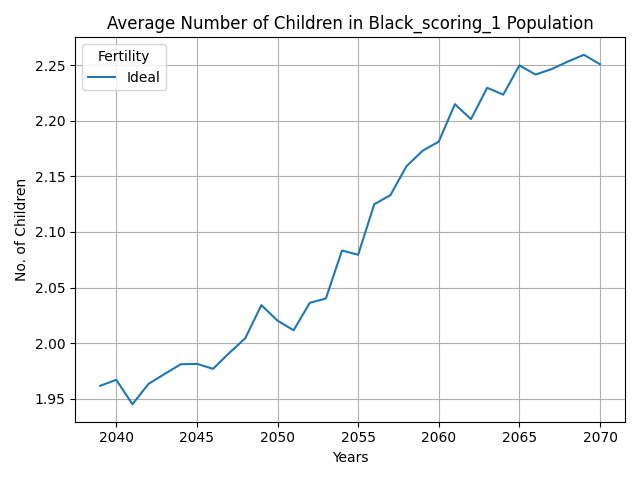 Average Number of Children in Black_scoring_1 Population
Fertility
Ideal
No. of Children
2.25
2.20
2.15
2.10
2.05
2.00
1.95
2040 2045 2050 2055 2060 2065 2070
Years